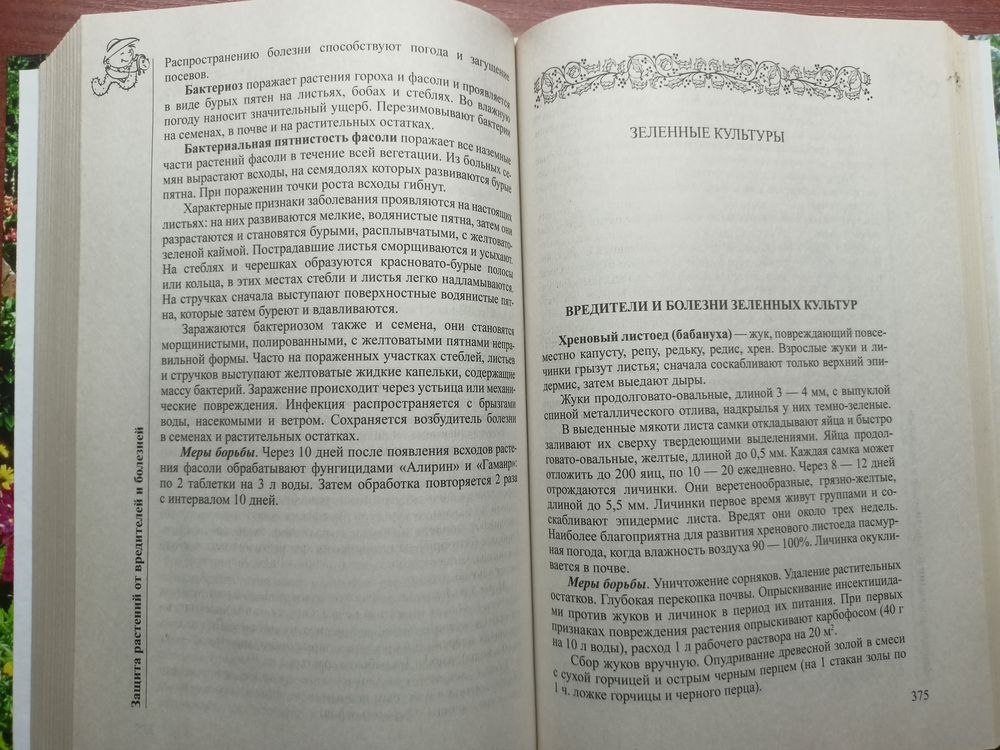 Распространению болезни способствуют погода и загущение
посевов.
Бактериоз поражает растения гороха и фасоли и проявляется
в виде бурых пятен на листьях, бобах и стеблях. Во влажную
погоду наносит значительный ущерб. Перезимовывают бактерии
на семенах, в почве и на растительных остатках.
Бактериальная пятнистость фасоли поражает все наземные
части растений фасоли в течение всей вегетации. Из больных се-
мян вырастают всходы, на семядолях которых развиваются бурые
пятна. При поражении точки роста всходы гибнут.
Характерные признаки заболевания проявляются на настоящих
листьях: на них развиваются мелкие, водянистые пятна, затем они
разрастаются и становятся бурыми, расплывчатыми, с желтовато-
зеленой каймой. Пострадавшие листья сморщиваются и усыхают.
На стеблях и черешках образуются красновато-бурые полосы
или кольца, в этих местах стебли и листья легко надламываются.
На стручках сначала выступают поверхностные водянистые пят-
на, которые затем буреют и вдавливаются.
Заражаются бактериозом также и семена, они становятся
морщинистыми, полированными, с желтоватыми пятнами непра-
вильной формы. Часто на пораженных участках стеблей, листьев
и стручков выступают желтоватые жидкие капельки, содержащие
массу бактерий. Заражение происходит через устьица или механи-
ческие повреждения. Инфекция распространяется с брызгами
воды, насекомыми и ветром. Сохраняется возбудитель болезни
в семенах и растительных остатках.
Меры борьбы. Через 10 дней после появления всходов расте-
ния фасоли обрабатывают фунгицидами «Алирин» и «Гамаир»:
по 2 таблетки на 3 л воды. Затем обработка повторяется 2 раза
с интервалом 10 дней.
Защита растений от вредителей и болезней
ЗЕЛЕННЫЕ КУЛЬТУРЫ
ВРЕДИТЕЛИ И БОЛЕЗНИ ЗЕЛЕННЫХ КУЛЬТУР
Хреновый листоед (бабануха) — жук, повреждающий повсе-
местно капусту, репу, редьку, редис, хрен. Взрослые жуки и ли-
чинки грызут листья; сначала соскабливают только верхний эпи-
дермис, затем выедают дыры.
Жуки продолговато-овальные, длиной 3 — 4 мм, с выпуклой
спиной металлического отлива, надкрылья у них темно-зеленые.
В выеденные мякоти листа самки откладывают яйца и быстро
заливают их сверху твердеющими выделениями. Яйца продол-
говато-овальные, желтые, длиной до 0,5 мм. Каждая самка может
отложить до 200 яиц, по 10 — 20 ежедневно. Через 8 — 12 дней
отрождаются личинки. Они веретенообразные, грязно-желтые,
длиной до 5,5 мм. Личинки первое время живут группами и со-
скабливают эпидермис листа. Вредят они около трех недель.
Наиболее благоприятна для развития хренового листоеда пасмур-
ная погода, когда влажность воздуха 90 — 100%. Личинка окукли-
вается в почве.
Меры борьбы. Уничтожение сорняков. Удаление растительных
остатков. Глубокая перекопка почвы. Опрыскивание инсектицида-
ми против жуков и личинок в период их питания. При первых
признаках повреждения растения опрыскивают карбофосом (40 г
на 10 л воды), расход 1 л рабочего раствора на 20 м².
Сбор жуков вручную. Опудривание древесной золой в смеси
с сухой горчицей и острым черным перцем (на 1 стакан золы по
1 ч. ложке горчицы и черного перца).
375